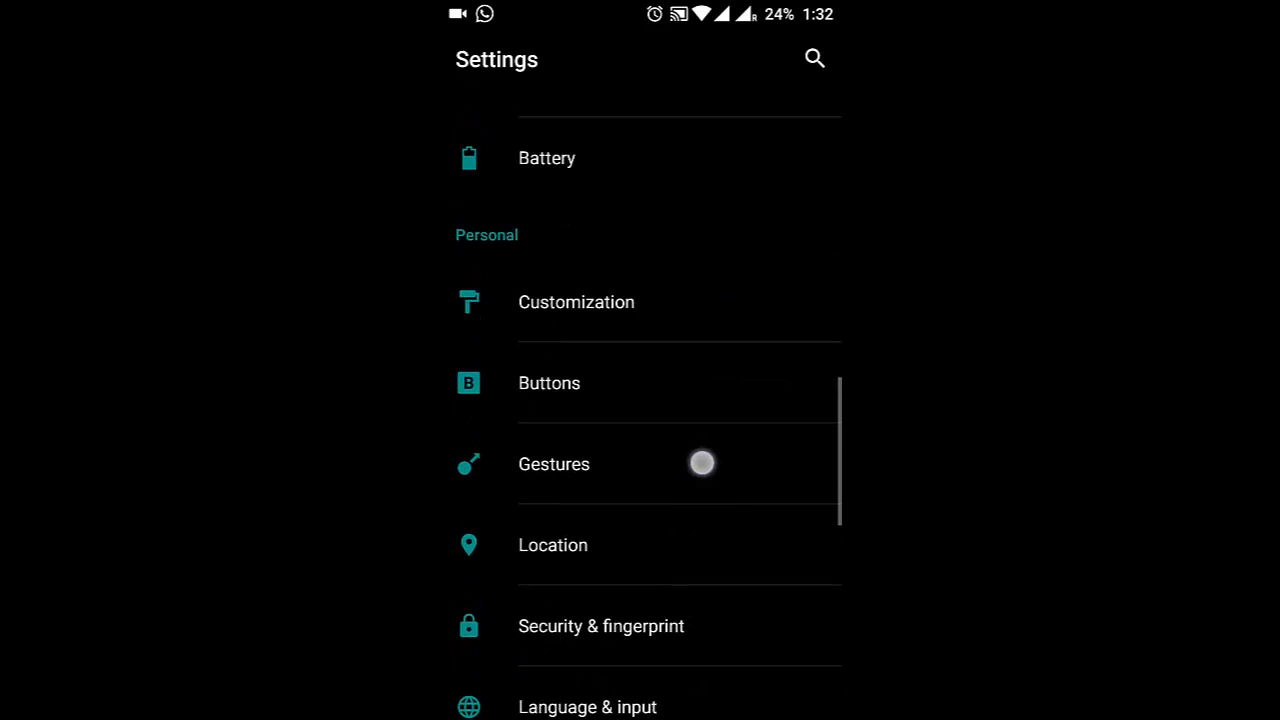 24% 1:32
Settings
Battery
Personal
Customization
B Buttons
Gestures
Location
Security & fingerprint
Language & input